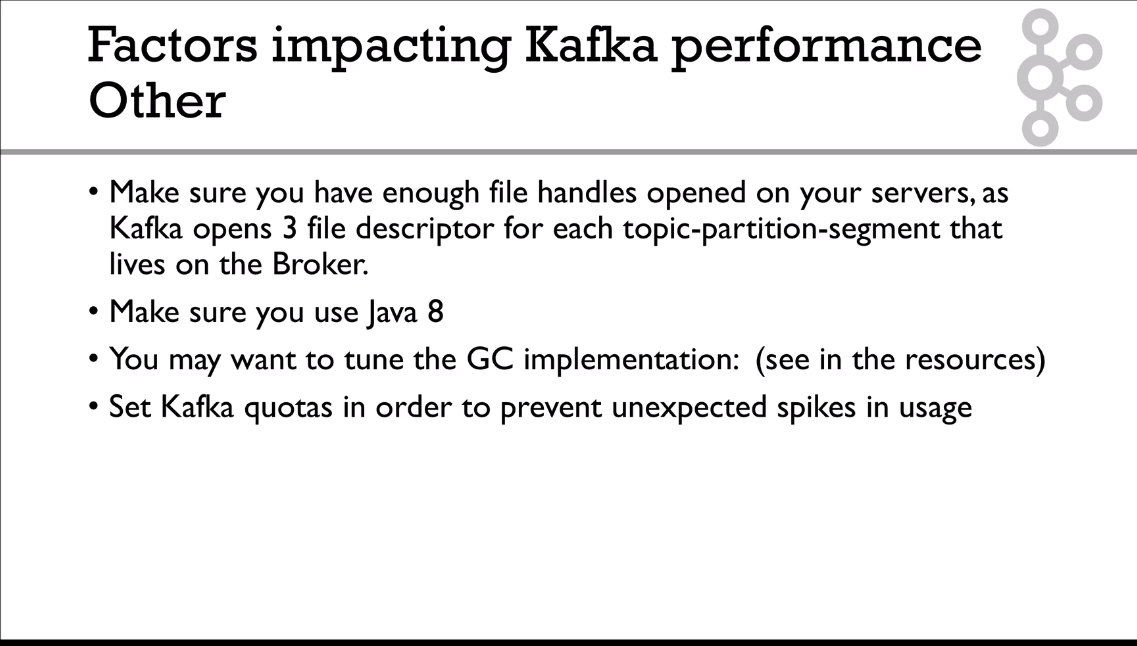 Factors impacting Kafka performance
Other
• Make sure you have enough file handles opened on your servers, as
Kafka opens 3 file descriptor for each topic-partition-segment that
lives on the Broker.
• Make sure you use Java 8
• You may want to tune the GC implementation:  (see in the resources)
• Set Kafka quotas in order to prevent unexpected spikes in usage